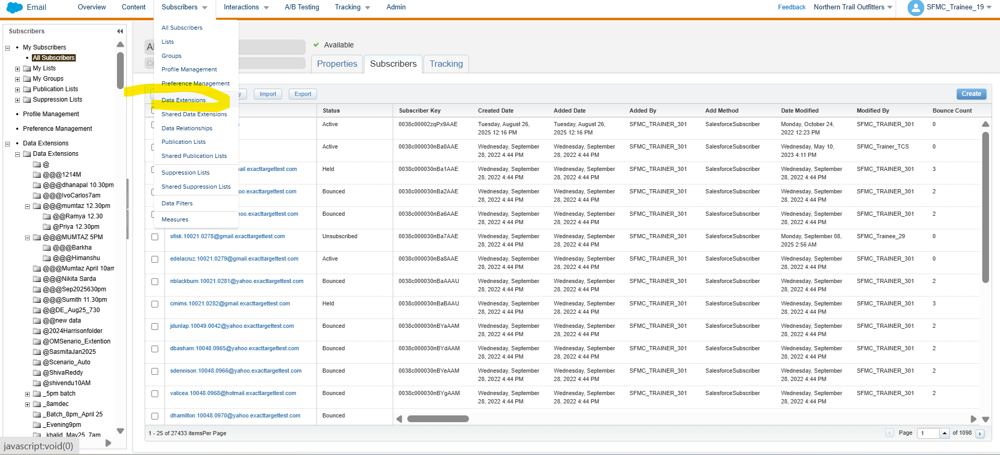 Email Overview Content Subscribers Interactions A/B Testing Tracking Admin Feedback Northern Trail Outfitters SFMC_Trainee_19
Subscribers
My Subscribers
All Subscribers
My Lists
My Groups
Publication Lists
Suppression Lists
Profile Management
Preference Management
Data Extensions
Data Extensions
@
@@@1214M
@@@dhanapal 10.30pm
@@@IvoCarlos7am
@@@mumtaz 12.30pm
@@Ramya 12.30
@Priya 12.30pm
@@@MUMTAZ 5PM
@@@Barkha
@@@Himanshu
@@@Mumtaz April 10am
@@@Nikita Sarda
@@@Sep2025630pm
@@@Sumith 11.30pm
@@DE_Aug25_730
@@new data
@2024Harrisonfolder
@OMSenario_Extention
@SasmitaJan2025
@Scenario_Auto
@ShivaReddy
@shivendu10AM
_5pm batch
_8amdec
_Batch_8pm_April 25
_Evening9pm
_khalid_May25_7am
javascript:void(0)
All Subscribers
Lists
Groups
Profile Management
Preference Management
Data Extensions
Shared Data Extensions
Data Relationships
Publication Lists
Shared Publication Lists
Suppression Lists
Shared Suppression Lists
Data Filters
Measures
Available
Properties Subscribers Tracking
Import Export Create
Status Subscriber Key Created Date Added Date Added By Add Method Date Modified Modified By Bounce Count
Active 0038c00002zqPx9AAE Tuesday, August 26, Tuesday, August 26, SFMC_TRAINER_301 SalesforceSubscriber Monday, October 24, SFMC_TRAINER_301 0
2025 12:16 PM 2025 12:16 PM 2022 12:23 PM
Active 0038c000030nBa0AAE Wednesday, September Wednesday, September SFMC_TRAINER_301 SalesforceSubscriber Wednesday, May 10, SFMC_Trainer_TCS 0
28, 2022 4:44 PM 28, 2022 4:44 PM 2023 4:11 PM
ail.exacttargettest.com Held 0038c000030nBa1AAE Wednesday, September Wednesday, September SFMC_TRAINER_301 SalesforceSubscriber Wednesday, September SFMC_TRAINER_301 3
28, 2022 4:44 PM 28, 2022 4:44 PM 28, 2022 4:44 PM
oo.exacttargettest.com Bounced 0038c000030nBa2AAE Wednesday, September Wednesday, September SFMC_TRAINER_301 SalesforceSubscriber Wednesday, September SFMC_TRAINER_301 2
28, 2022 4:44 PM 28, 2022 4:44 PM 28, 2022 4:44 PM
hoo.exacttargettest.com Bounced 0038c000030nBa6AAE Wednesday, September Wednesday, September SFMC_TRAINER_301 SalesforceSubscriber Wednesday, September SFMC_TRAINER_301 2
28, 2022 4:44 PM 28, 2022 4:44 PM 28, 2022 4:44 PM
sfisk.10021.0278@gmail.exacttargettest.com Unsubscribed 0038c000030nBa7AAE Wednesday, September Wednesday, September SFMC_TRAINER_301 SalesforceSubscriber Monday, September 08, SFMC_Trainee_29 0
28, 2022 4:44 PM 28, 2022 4:44 PM 2025 2:56 AM
edelacruz.10021.0279@gmail.exacttargettest.com Active 0038c000030nBa8AAE Wednesday, September Wednesday, September SFMC_TRAINER_301 SalesforceSubscriber Wednesday, September SFMC_TRAINER_301 0
28, 2022 4:44 PM 28, 2022 4:44 PM 28, 2022 4:44 PM
nblackburn.10021.0281@yahoo.exacttargettest.com Bounced 0038c000030nBaAAAU Wednesday, September Wednesday, September SFMC_TRAINER_301 SalesforceSubscriber Wednesday, September SFMC_TRAINER_301 2
28, 2022 4:44 PM 28, 2022 4:44 PM 28, 2022 4:44 PM
cmims.10021.0282@gmail.exacttargettest.com Held 0038c000030nBaBAAU Wednesday, September Wednesday, September SFMC_TRAINER_301 SalesforceSubscriber Wednesday, September SFMC_TRAINER_301 3
28, 2022 4:44 PM 28, 2022 4:44 PM 28, 2022 4:44 PM
jdunlap.10049.0042@yahoo.exacttargettest.com Bounced 0038c000030nBYaAAM Wednesday, September Wednesday, September SFMC_TRAINER_301 SalesforceSubscriber Wednesday, September SFMC_TRAINER_301 2
28, 2022 4:44 PM 28, 2022 4:44 PM 28, 2022 4:44 PM
dbasham.10048.0965@yahoo.exacttargettest.com Bounced 0038c000030nBYdAAM Wednesday, September Wednesday, September SFMC_TRAINER_301 SalesforceSubscriber Wednesday, September SFMC_TRAINER_301 2
28, 2022 4:44 PM 28, 2022 4:44 PM 28, 2022 4:44 PM
sdennison.10048.0966@yahoo.exacttargettest.com Bounced 0038c000030nBYeAAM Wednesday, September Wednesday, September SFMC_TRAINER_301 SalesforceSubscriber Wednesday, September SFMC_TRAINER_301 2
28, 2022 4:44 PM 28, 2022 4:44 PM 28, 2022 4:44 PM
valicea.10048.0968@hotmail.exacttargettest.com Bounced 0038c000030nBYgAAM Wednesday, September Wednesday, September SFMC_TRAINER_301 SalesforceSubscriber Wednesday, September SFMC_TRAINER_301 2
28, 2022 4:44 PM 28, 2022 4:44 PM 28, 2022 4:44 PM
dhamilton.10048.0970@yahoo.exacttargettest.com Bounced
1 - 25 of 27433 itemsPer Page Page 1 of 1098